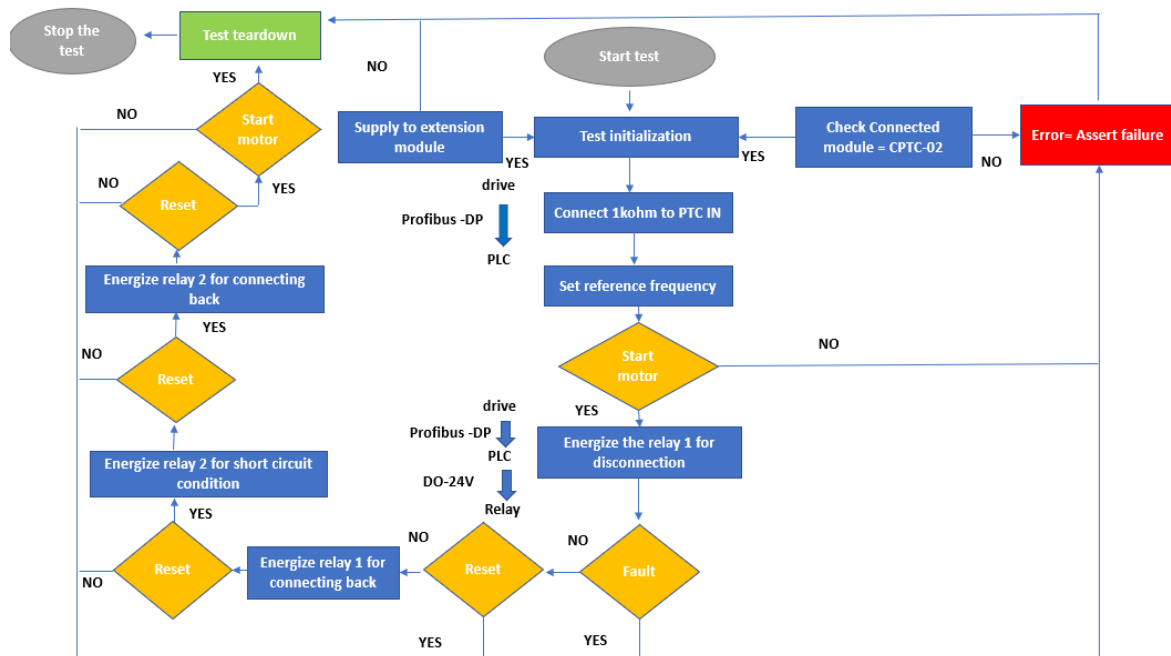 Stop the
test
Test teardown
NO
Start test
YES
NO
Start
motor
Supply to extension
module
YES
Test initialization
YES
Check Connected
module = CPTC-02
NO
Error= Assert failure
NO
Reset
YES
drive
Profibus -DP
PLC
Connect 1kohm to PTC IN
Energize relay 2 for connecting
back
Set reference frequency
YES
NO
Reset
Start
motor
NO
YES
drive
Profibus -DP
PLC
DO-24V
Relay
Energize the relay 1 for
disconnection
Energize relay 2 for short circuit
condition
YES
NO
Reset
Energize relay 1 for
connecting back
NO
Reset
NO
Fault
YES
YES